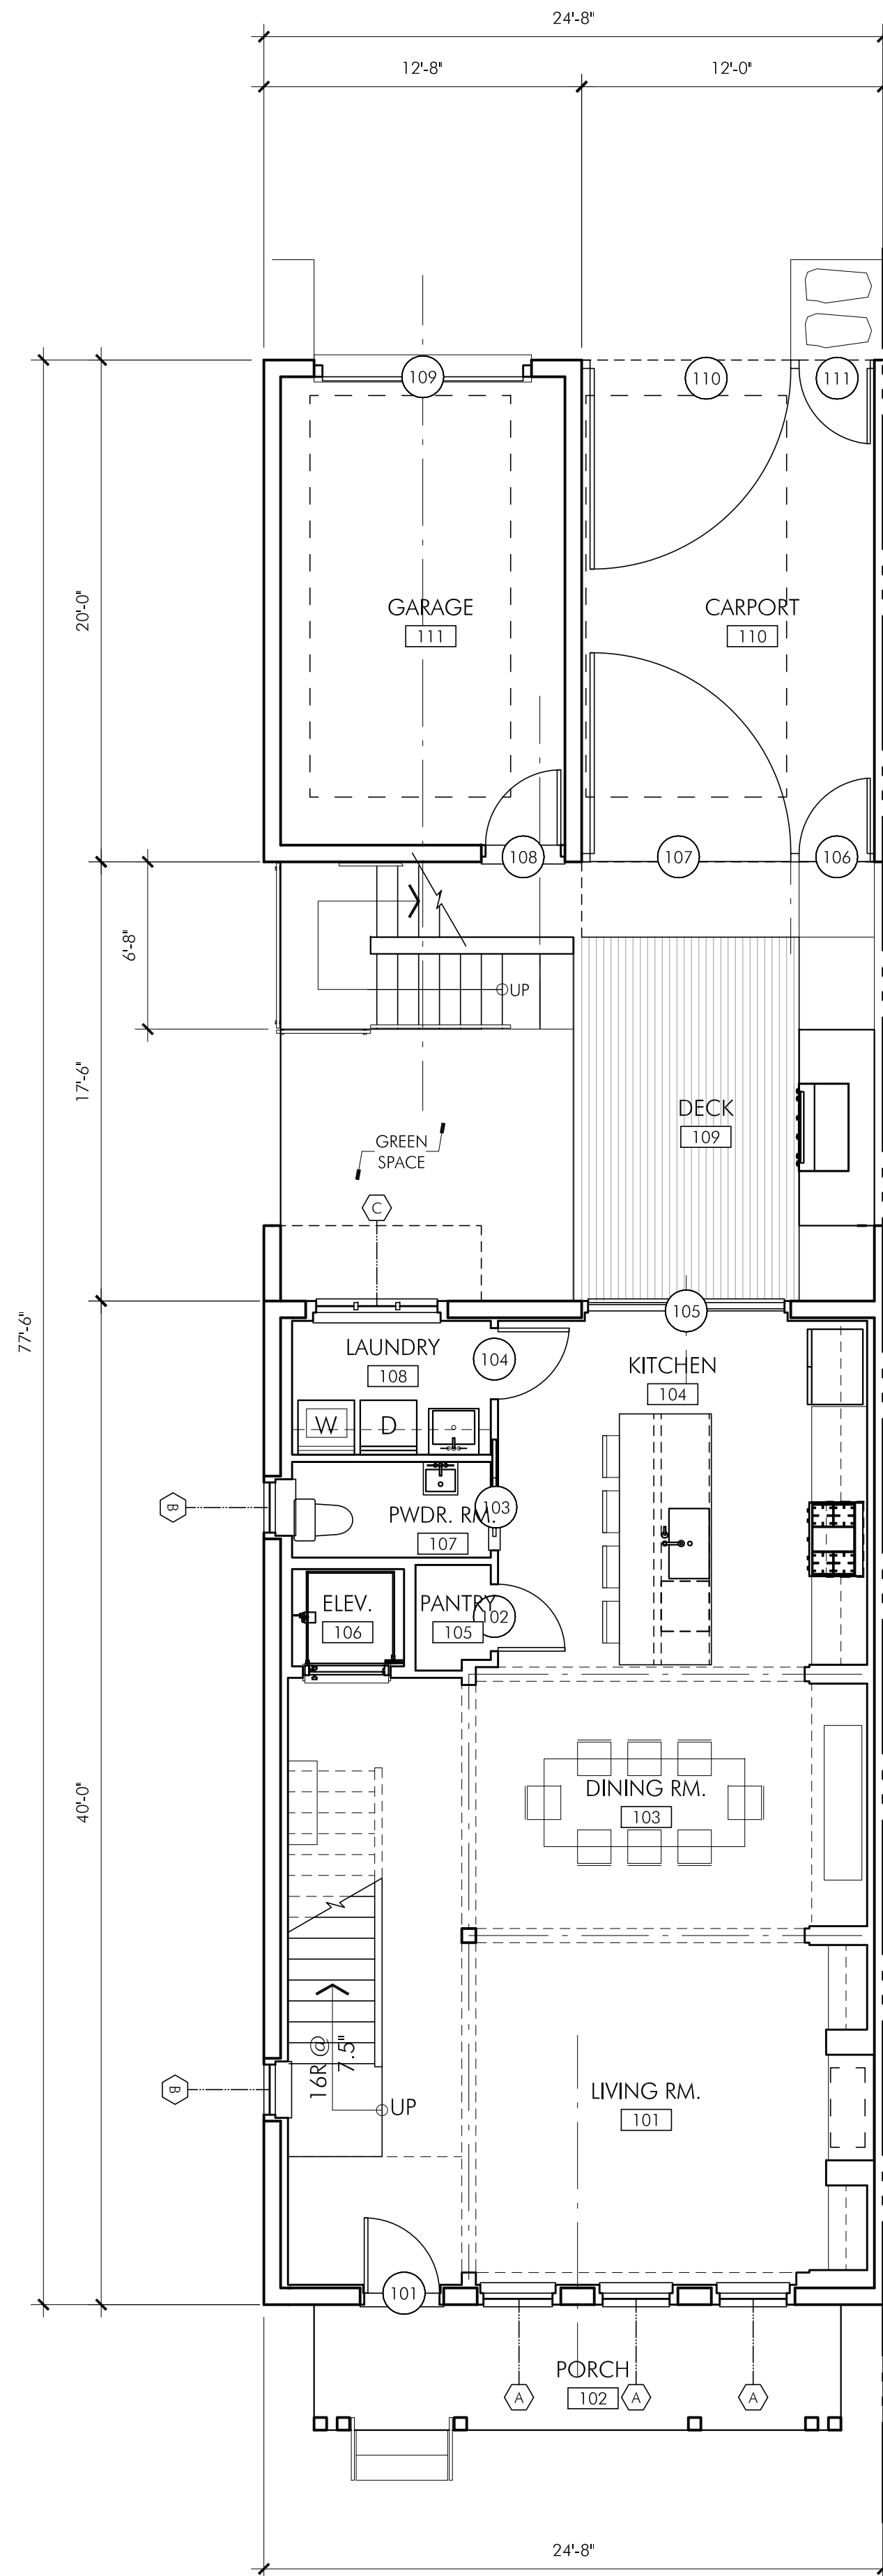 24'-8"
12'-8"
12'-0"
109
110
111
GARAGE
111
CARPORT
110
20'-0"
108
107
106
6'-8"
UP
17'-6"
DECK
109
GREEN
SPACE
C
77'-6"
105
LAUNDRY
108
104
KITCHEN
104
W
D
B
PWDR. RM.
107
103
ELEV.
106
PANTRY
105
102
40'-0"
DINING RM.
103
16R @
7.5"
UP
B
LIVING RM.
101
101
PORCH
102
A
A
A
24'-8"